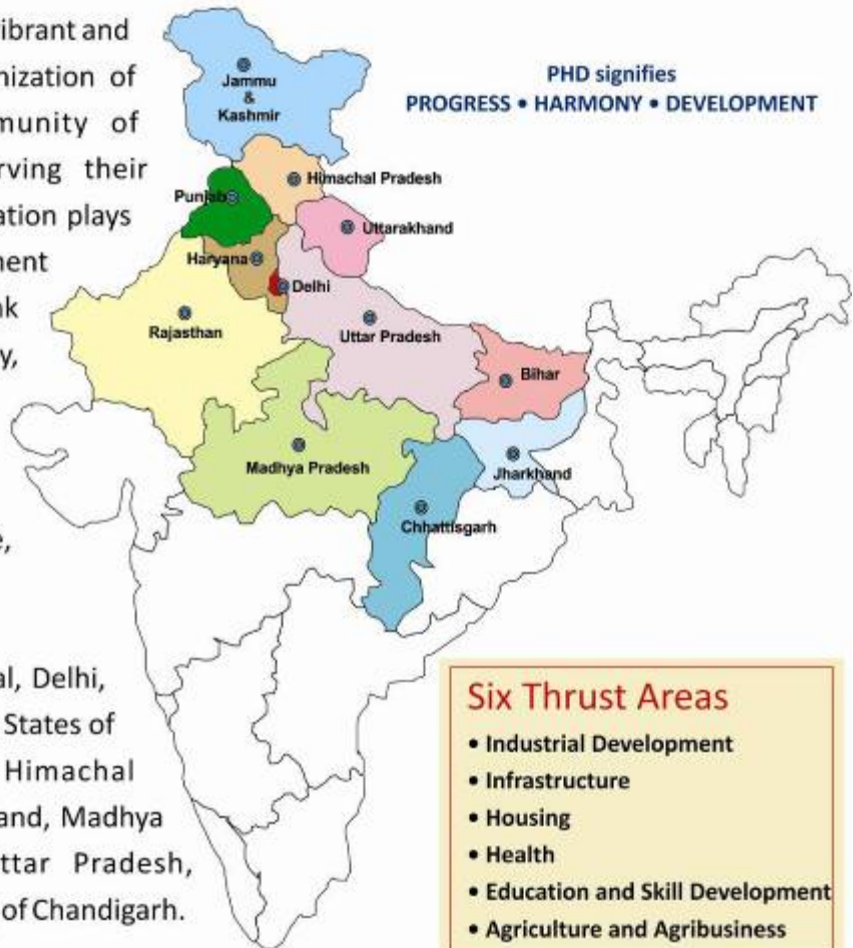 ibrant and
nization of
munity of
rving their
ation plays
nent
nk
y,
e,
al, Delhi,
States of
Himachal
and, Madhya
ttar Pradesh,
of Chandigarh.
PHD signifies
PROGRESS • HARMONY • DEVELOPMENT
Jammu
&
Kashmir
Himachal Pradesh
Punjab
Uttarakhand
Haryana
Delhi
Rajasthan
Uttar Pradesh
Bihar
Madhya Pradesh
Jharkhand
Chhattisgarh
Six Thrust Areas
• Industrial Development
• Infrastructure
• Housing
• Health
• Education and Skill Development
• Agriculture and Agribusiness